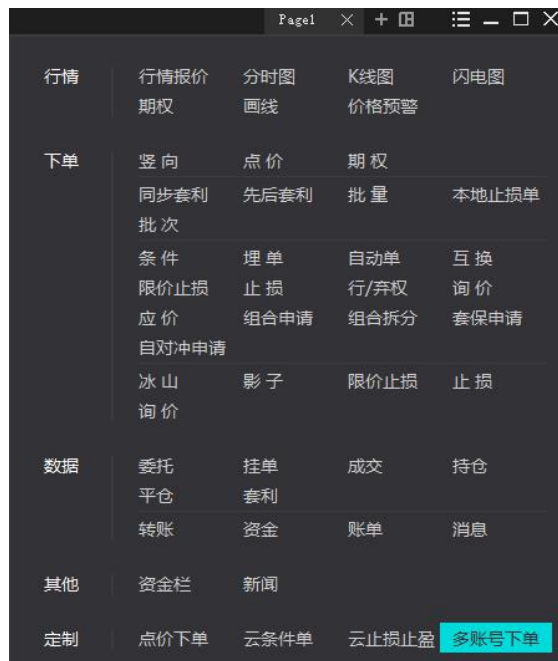 Page1
行情 行情报价 分时图 K线图 闪电图
期权 画线 价格预警
下单 竖向 点价 期权
同步套利 先后套利 批量 本地止损单
批次
条件 埋单 自动单 互换
限价止损 止损 行/弃权 询价
应价 组合申请 组合拆分 套保申请
自对冲申请
冰山 影子 限价止损 止损
询价
数据 委托 挂单 成交 持仓
平仓 套利
转账 资金 账单 消息
其他 资金栏 新闻
定制 点价下单 云条件单 云止损止盈 多账号下单